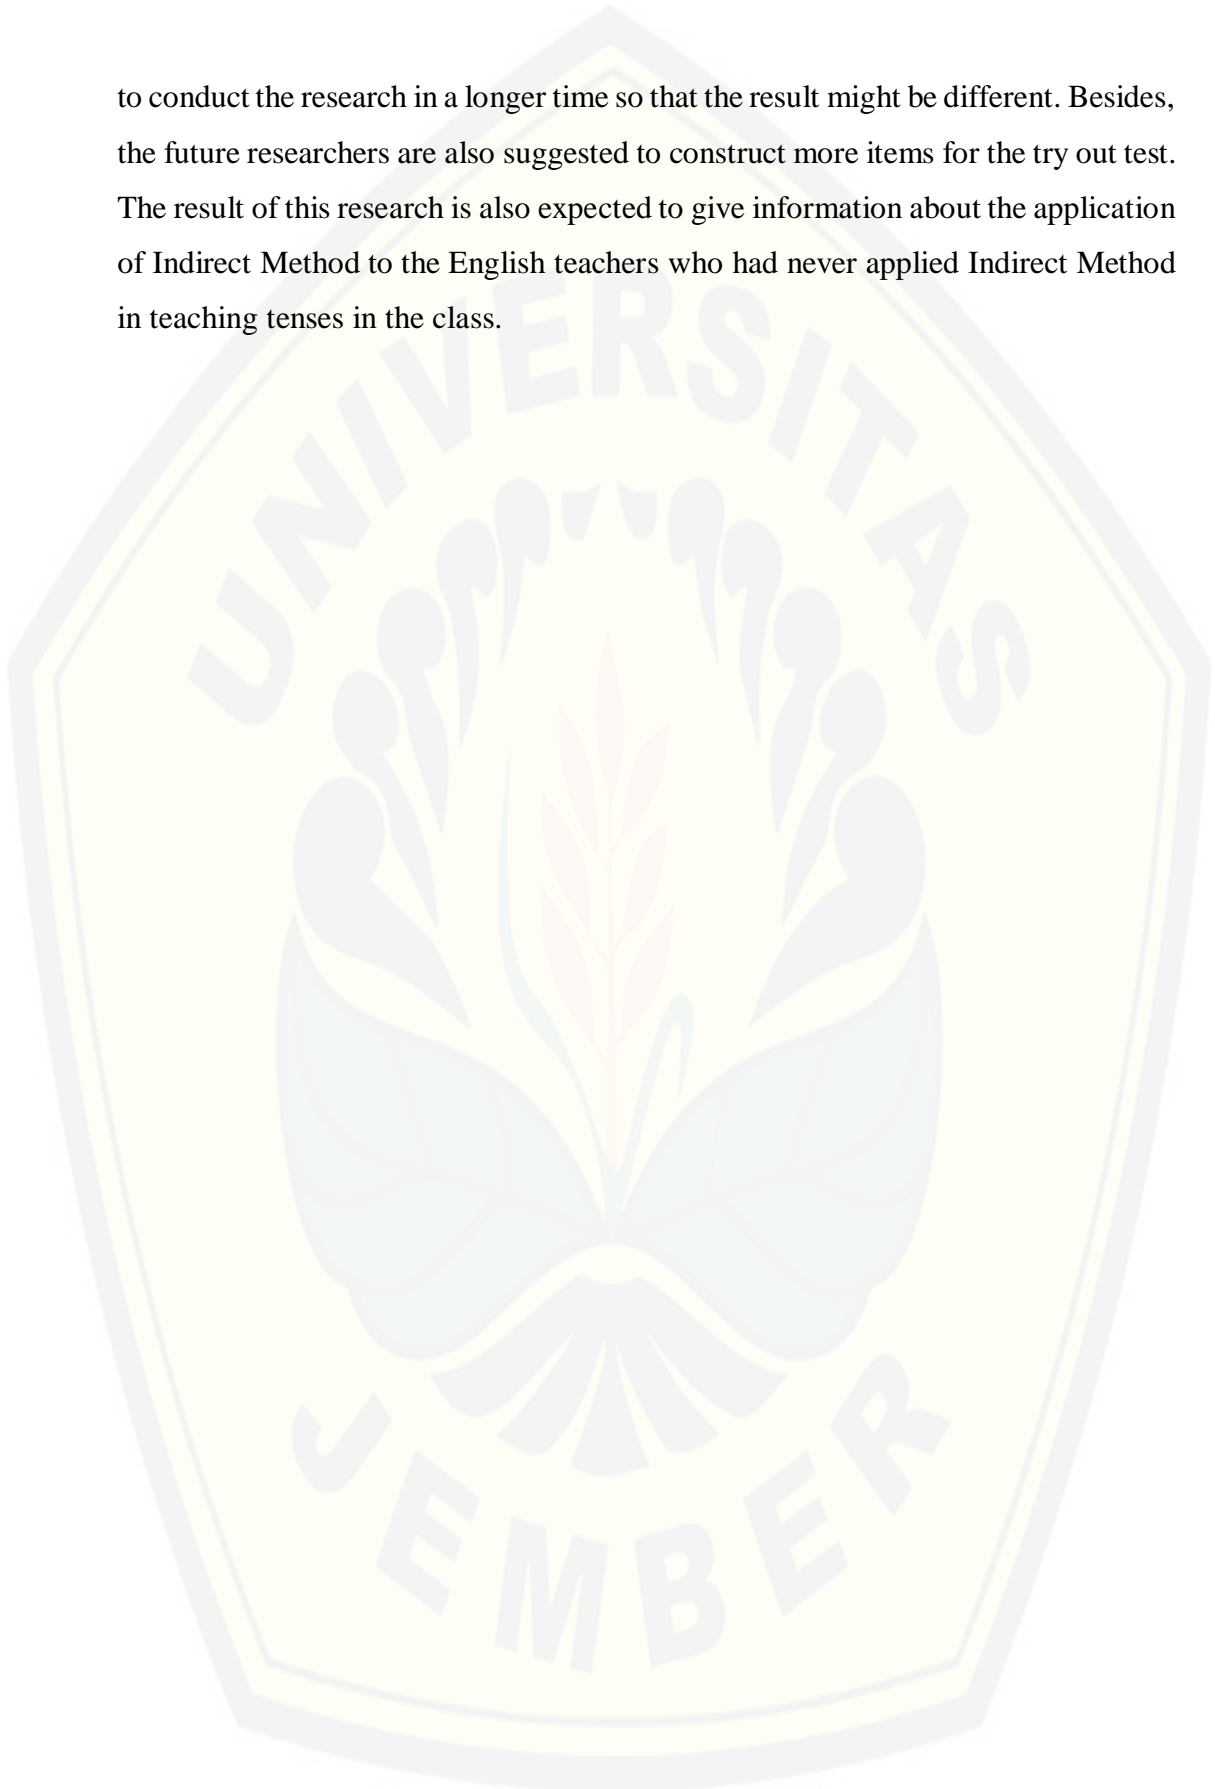 to conduct the research in a longer time so that the result might be different. Besides,
the future researchers are also suggested to construct more items for the try out test.
The result of this research is also expected to give information about the application
of Indirect Method to the English teachers who had never applied Indirect Method
in teaching tenses in the class.
UNIVERSITAS
JEMBER